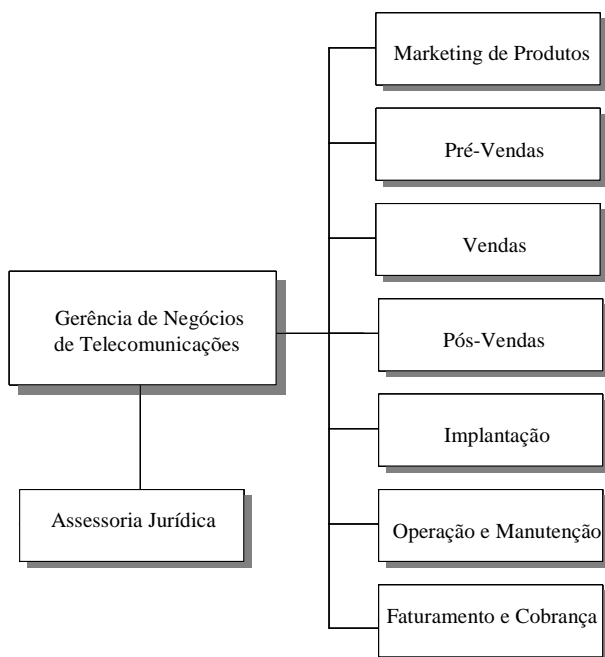 Marketing de Produtos
Pré-Vendas
Vendas
Gerência de Negócios
de Telecomunicações
Pós-Vendas
Implantação
Assessoria Jurídica
Operação e Manutenção
Faturamento e Cobrança